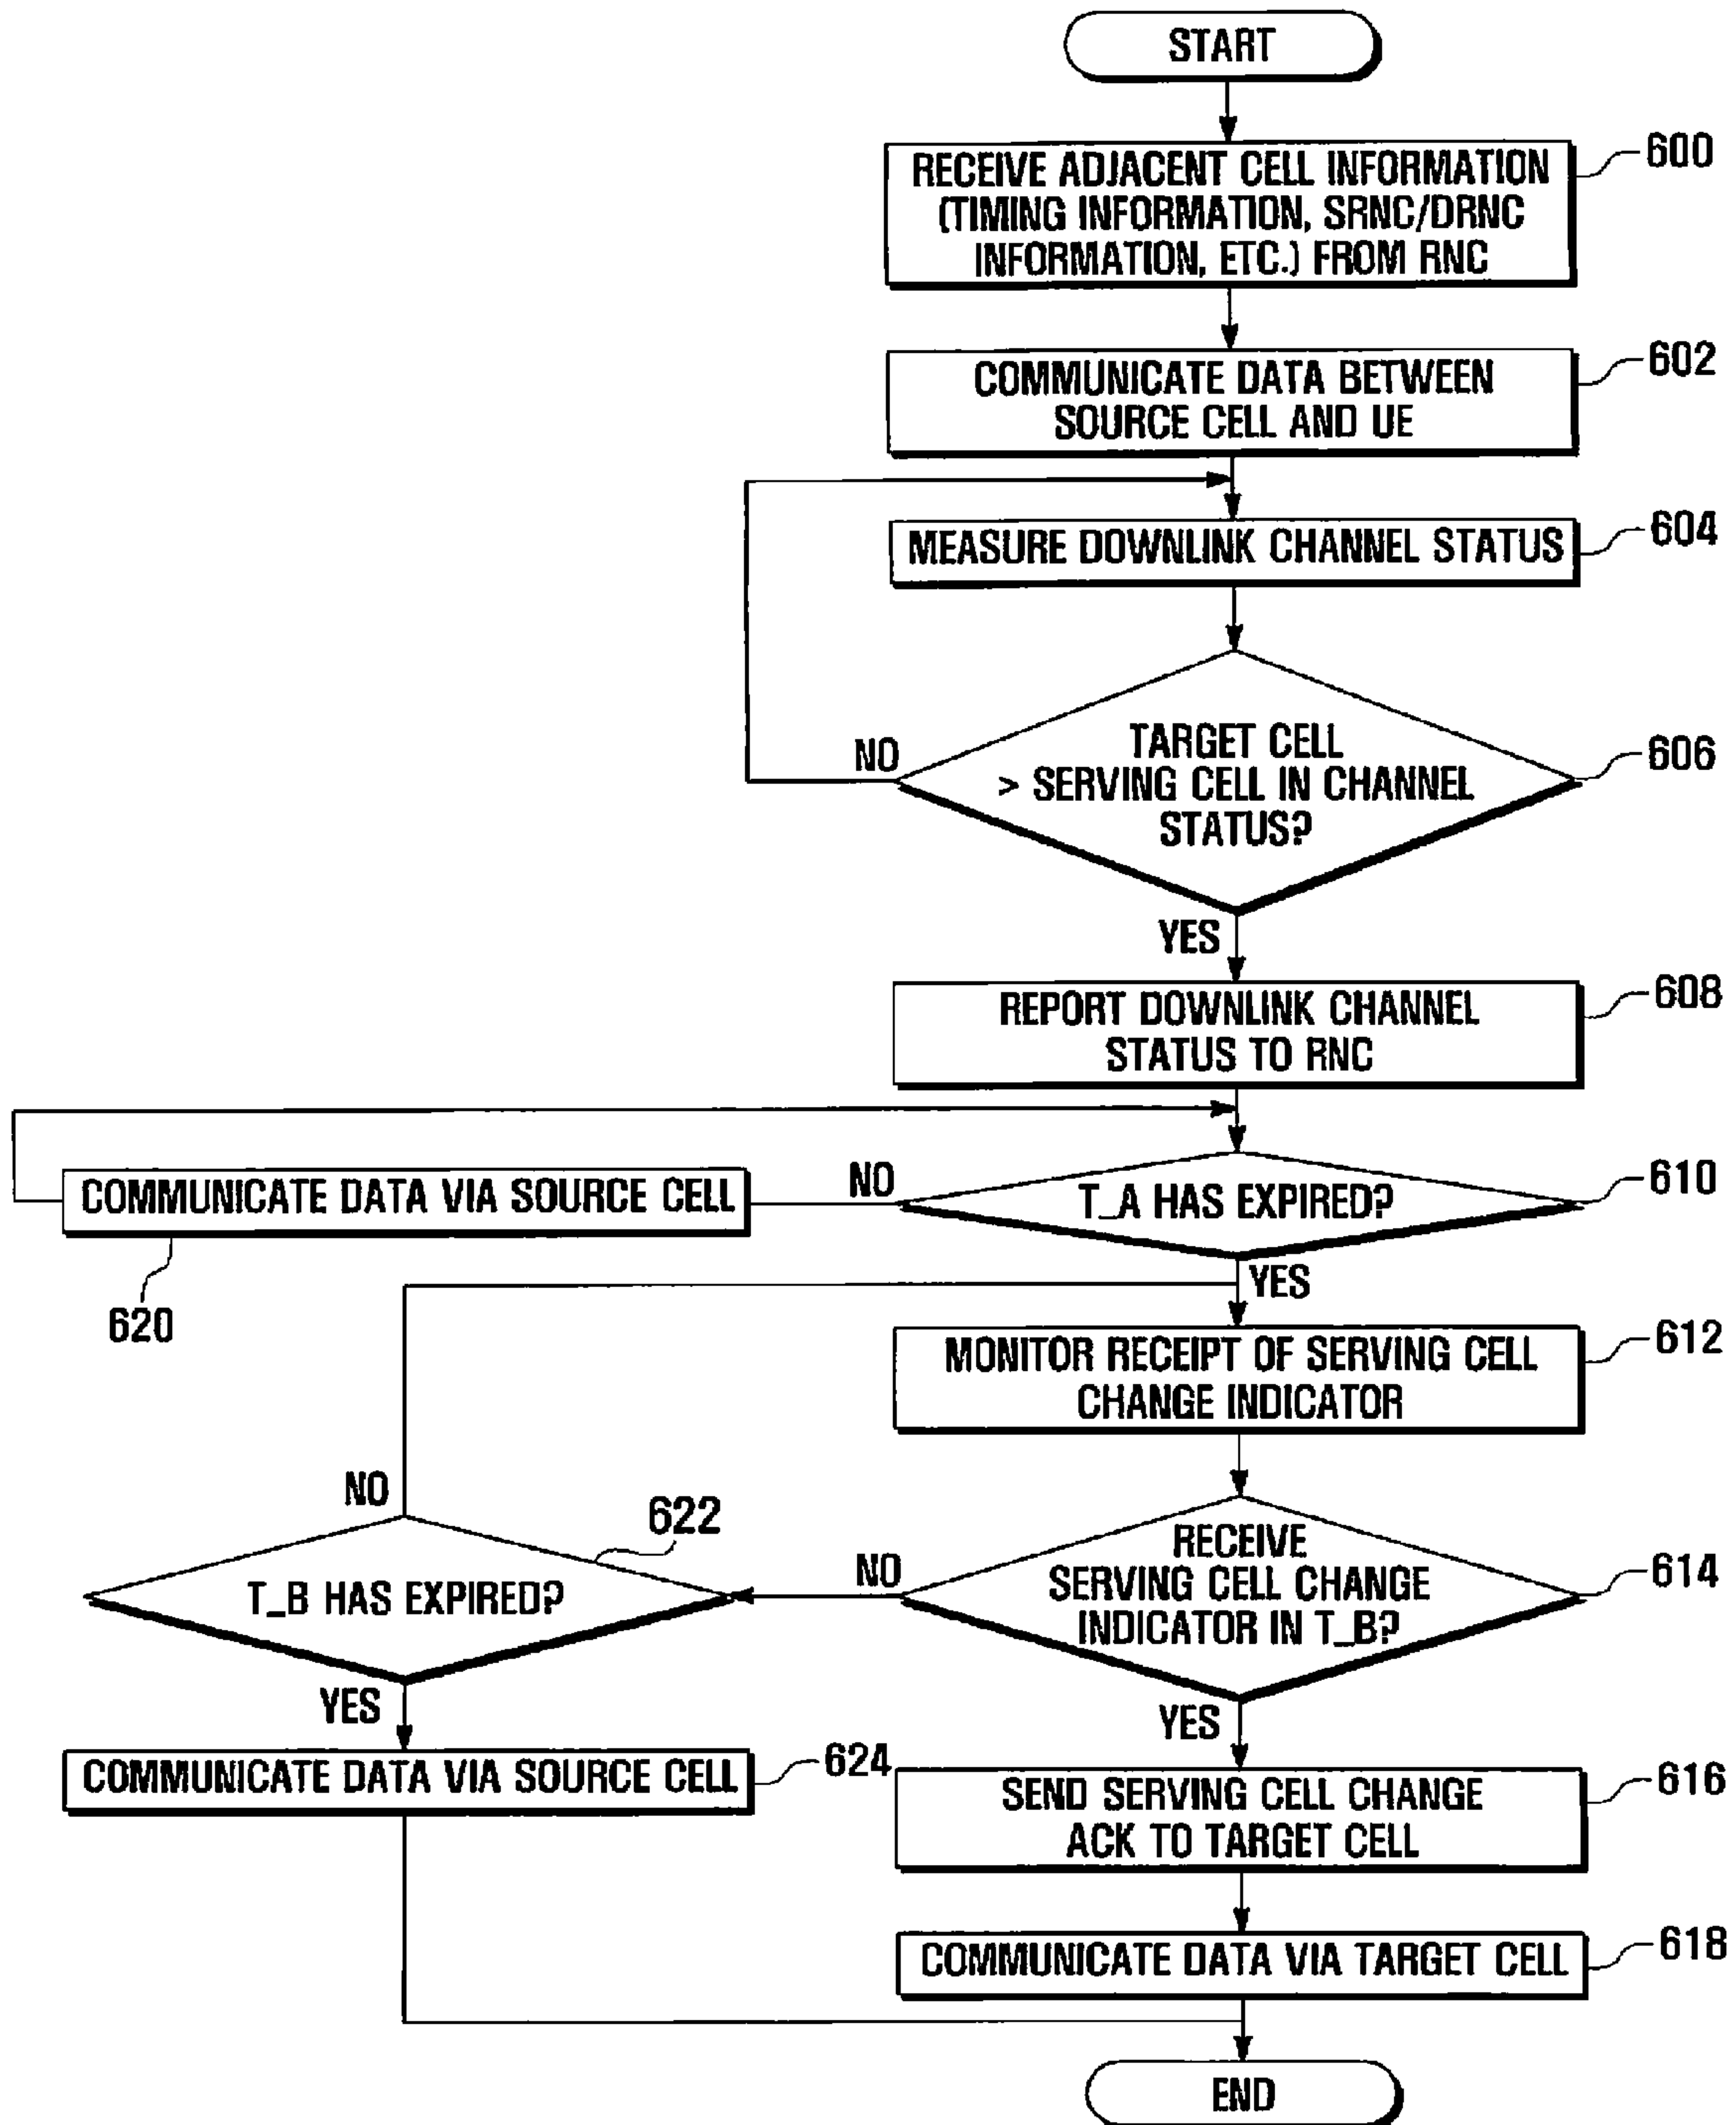 START
RECEIVE ADJACENT CELL INFORMATION
(TIMING INFORMATION, SRNC/DRNC
INFORMATION, ETC.) FROM RNC
600
COMMUNICATE DATA BETWEEN
SOURCE CELL AND UE
602
MEASURE DOWNLINK CHANNEL STATUS
604
TARGET CELL
> SERVING CELL IN CHANNEL
STATUS?
606
NO
YES
REPORT DOWNLINK CHANNEL
STATUS TO RNC
608
T_A HAS EXPIRED?
610
NO
COMMUNICATE DATA VIA SOURCE CELL
620
YES
MONITOR RECEIPT OF SERVING CELL
CHANGE INDICATOR
612
RECEIVE
SERVING CELL CHANGE
INDICATOR IN T_B?
614
NO
T_B HAS EXPIRED?
622
NO
YES
COMMUNICATE DATA VIA SOURCE CELL
624
YES
SEND SERVING CELL CHANGE
ACK TO TARGET CELL
616
COMMUNICATE DATA VIA TARGET CELL
618
END